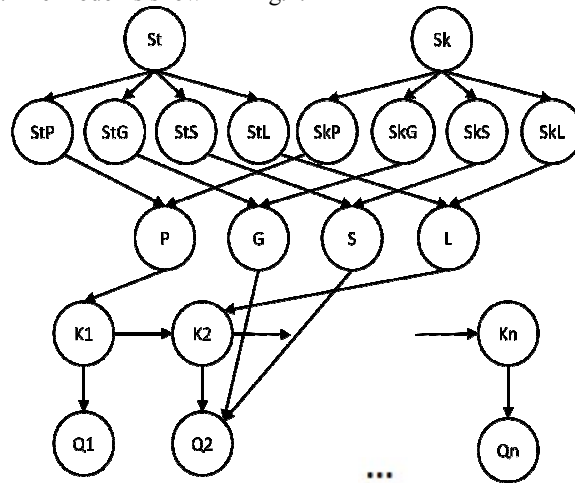 St Sk
StP StG StS StL SkP SkG SkS SkL
P G S L
K1 K2 Kn
Q1 Q2 Qn
...